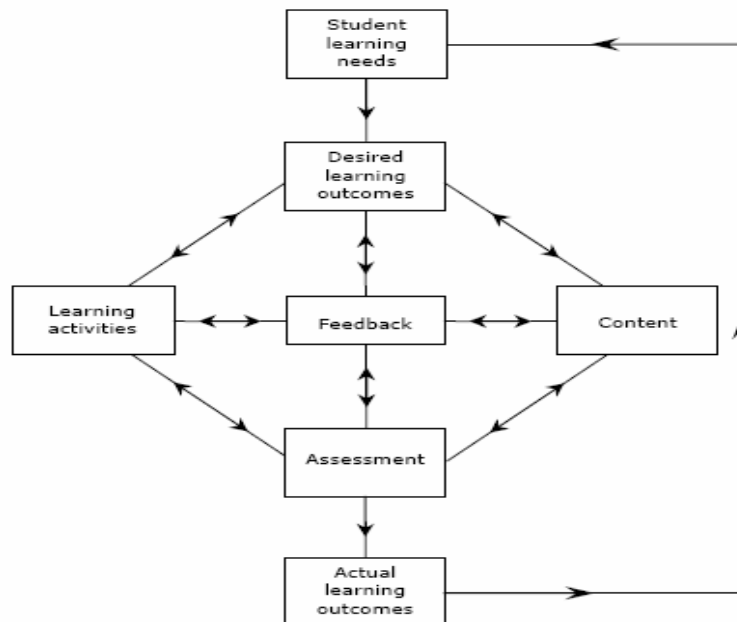 Student
learning
needs
Desired
learning
outcomes
Learning
activities
Feedback
Content
Assessment
Actual
learning
outcomes